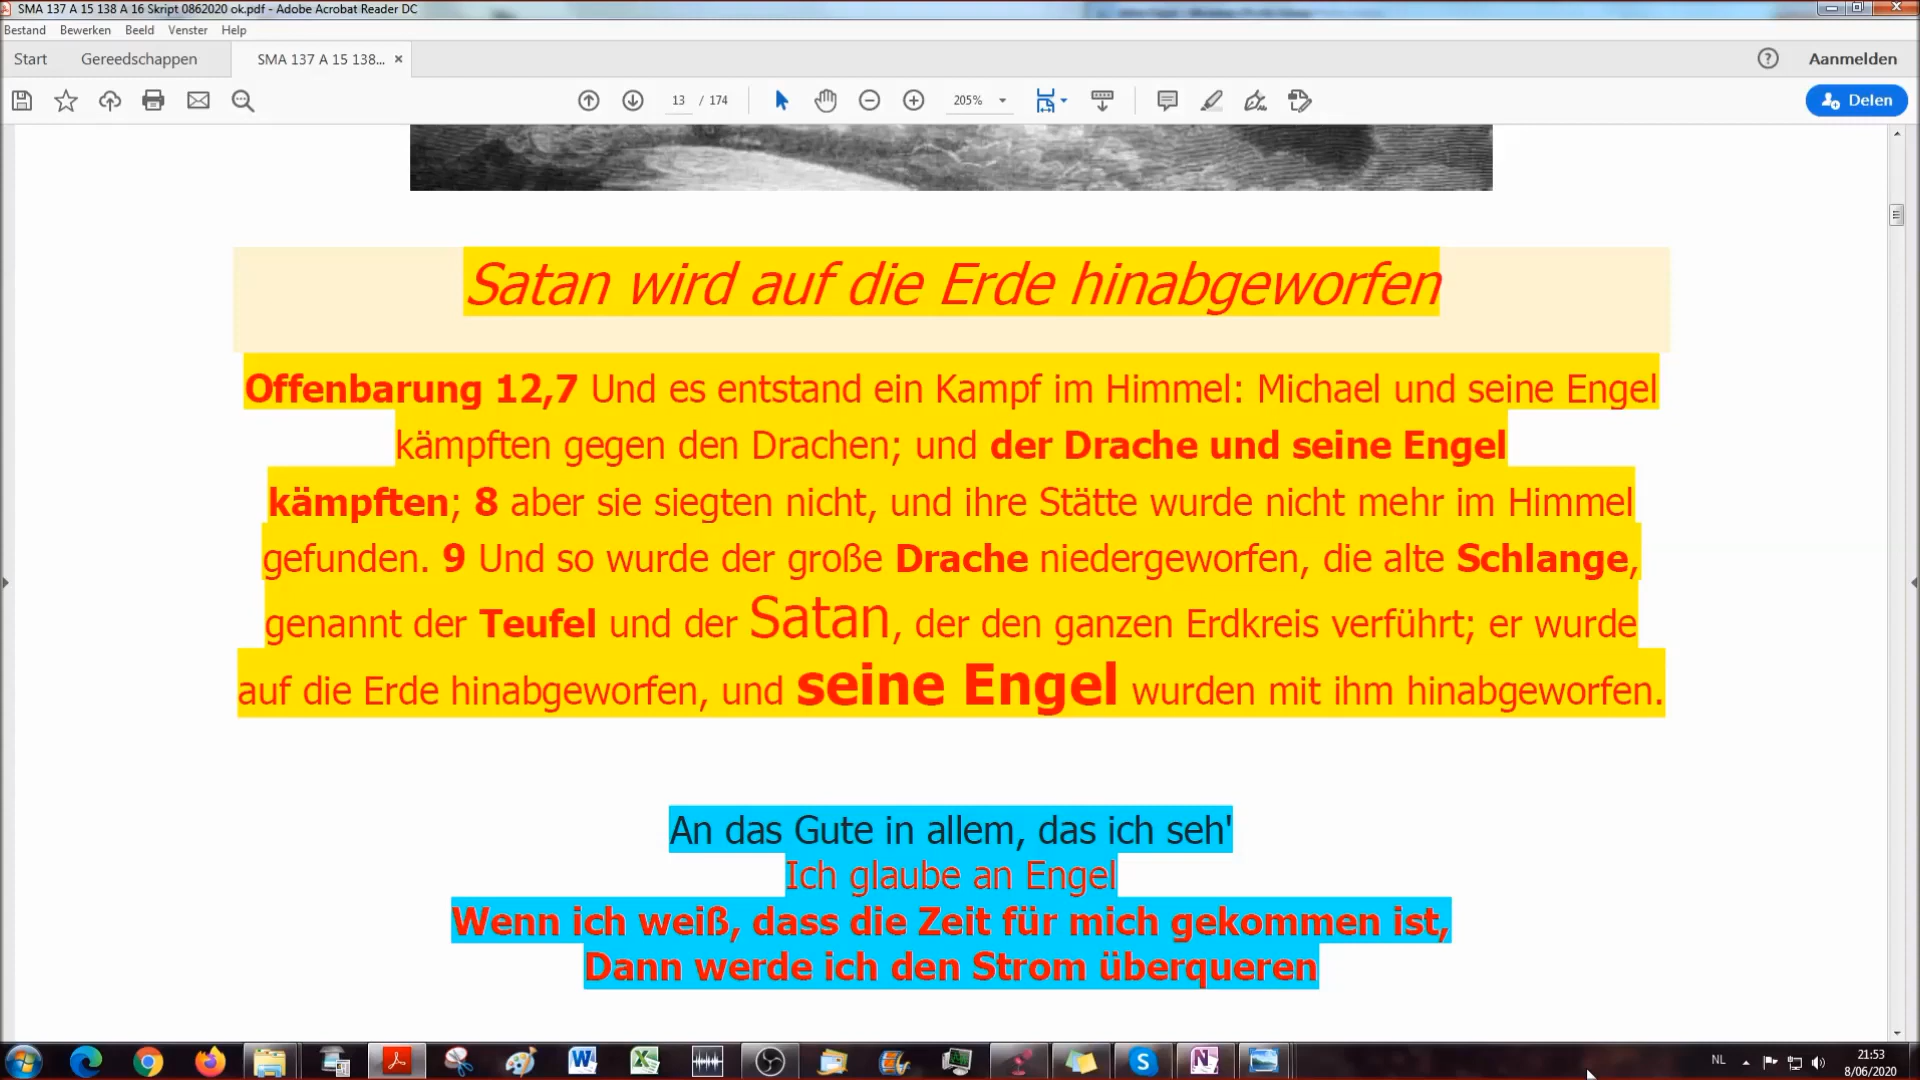 SMA 137 A 15 138 A 16 Skript 0862020 ok.pdf - Adobe Acrobat Reader DC
Bestand Bewerken Beeld Venster Help
Start Gereedschappen SMA 137 A 15 138... × Aanmelden
13 / 174 205% Delen
Satan wird auf die Erde hinabgeworfen
Offenbarung 12,7 Und es entstand ein Kampf im Himmel: Michael und seine Engel
kämpften gegen den Drachen; und der Drache und seine Engel
kämpften; 8 aber sie siegten nicht, und ihre Stätte wurde nicht mehr im Himmel
gefunden. 9 Und so wurde der große Drache niedergeworfen, die alte Schlange,
genannt der Teufel und der Satan, der den ganzen Erdkreis verführt; er wurde
auf die Erde hinabgeworfen, und seine Engel wurden mit ihm hinabgeworfen.
An das Gute in allem, das ich seh'
Ich glaube an Engel
Wenn ich weiß, dass die Zeit für mich gekommen ist,
Dann werde ich den Strom überqueren
NL 21:53
8/06/2020